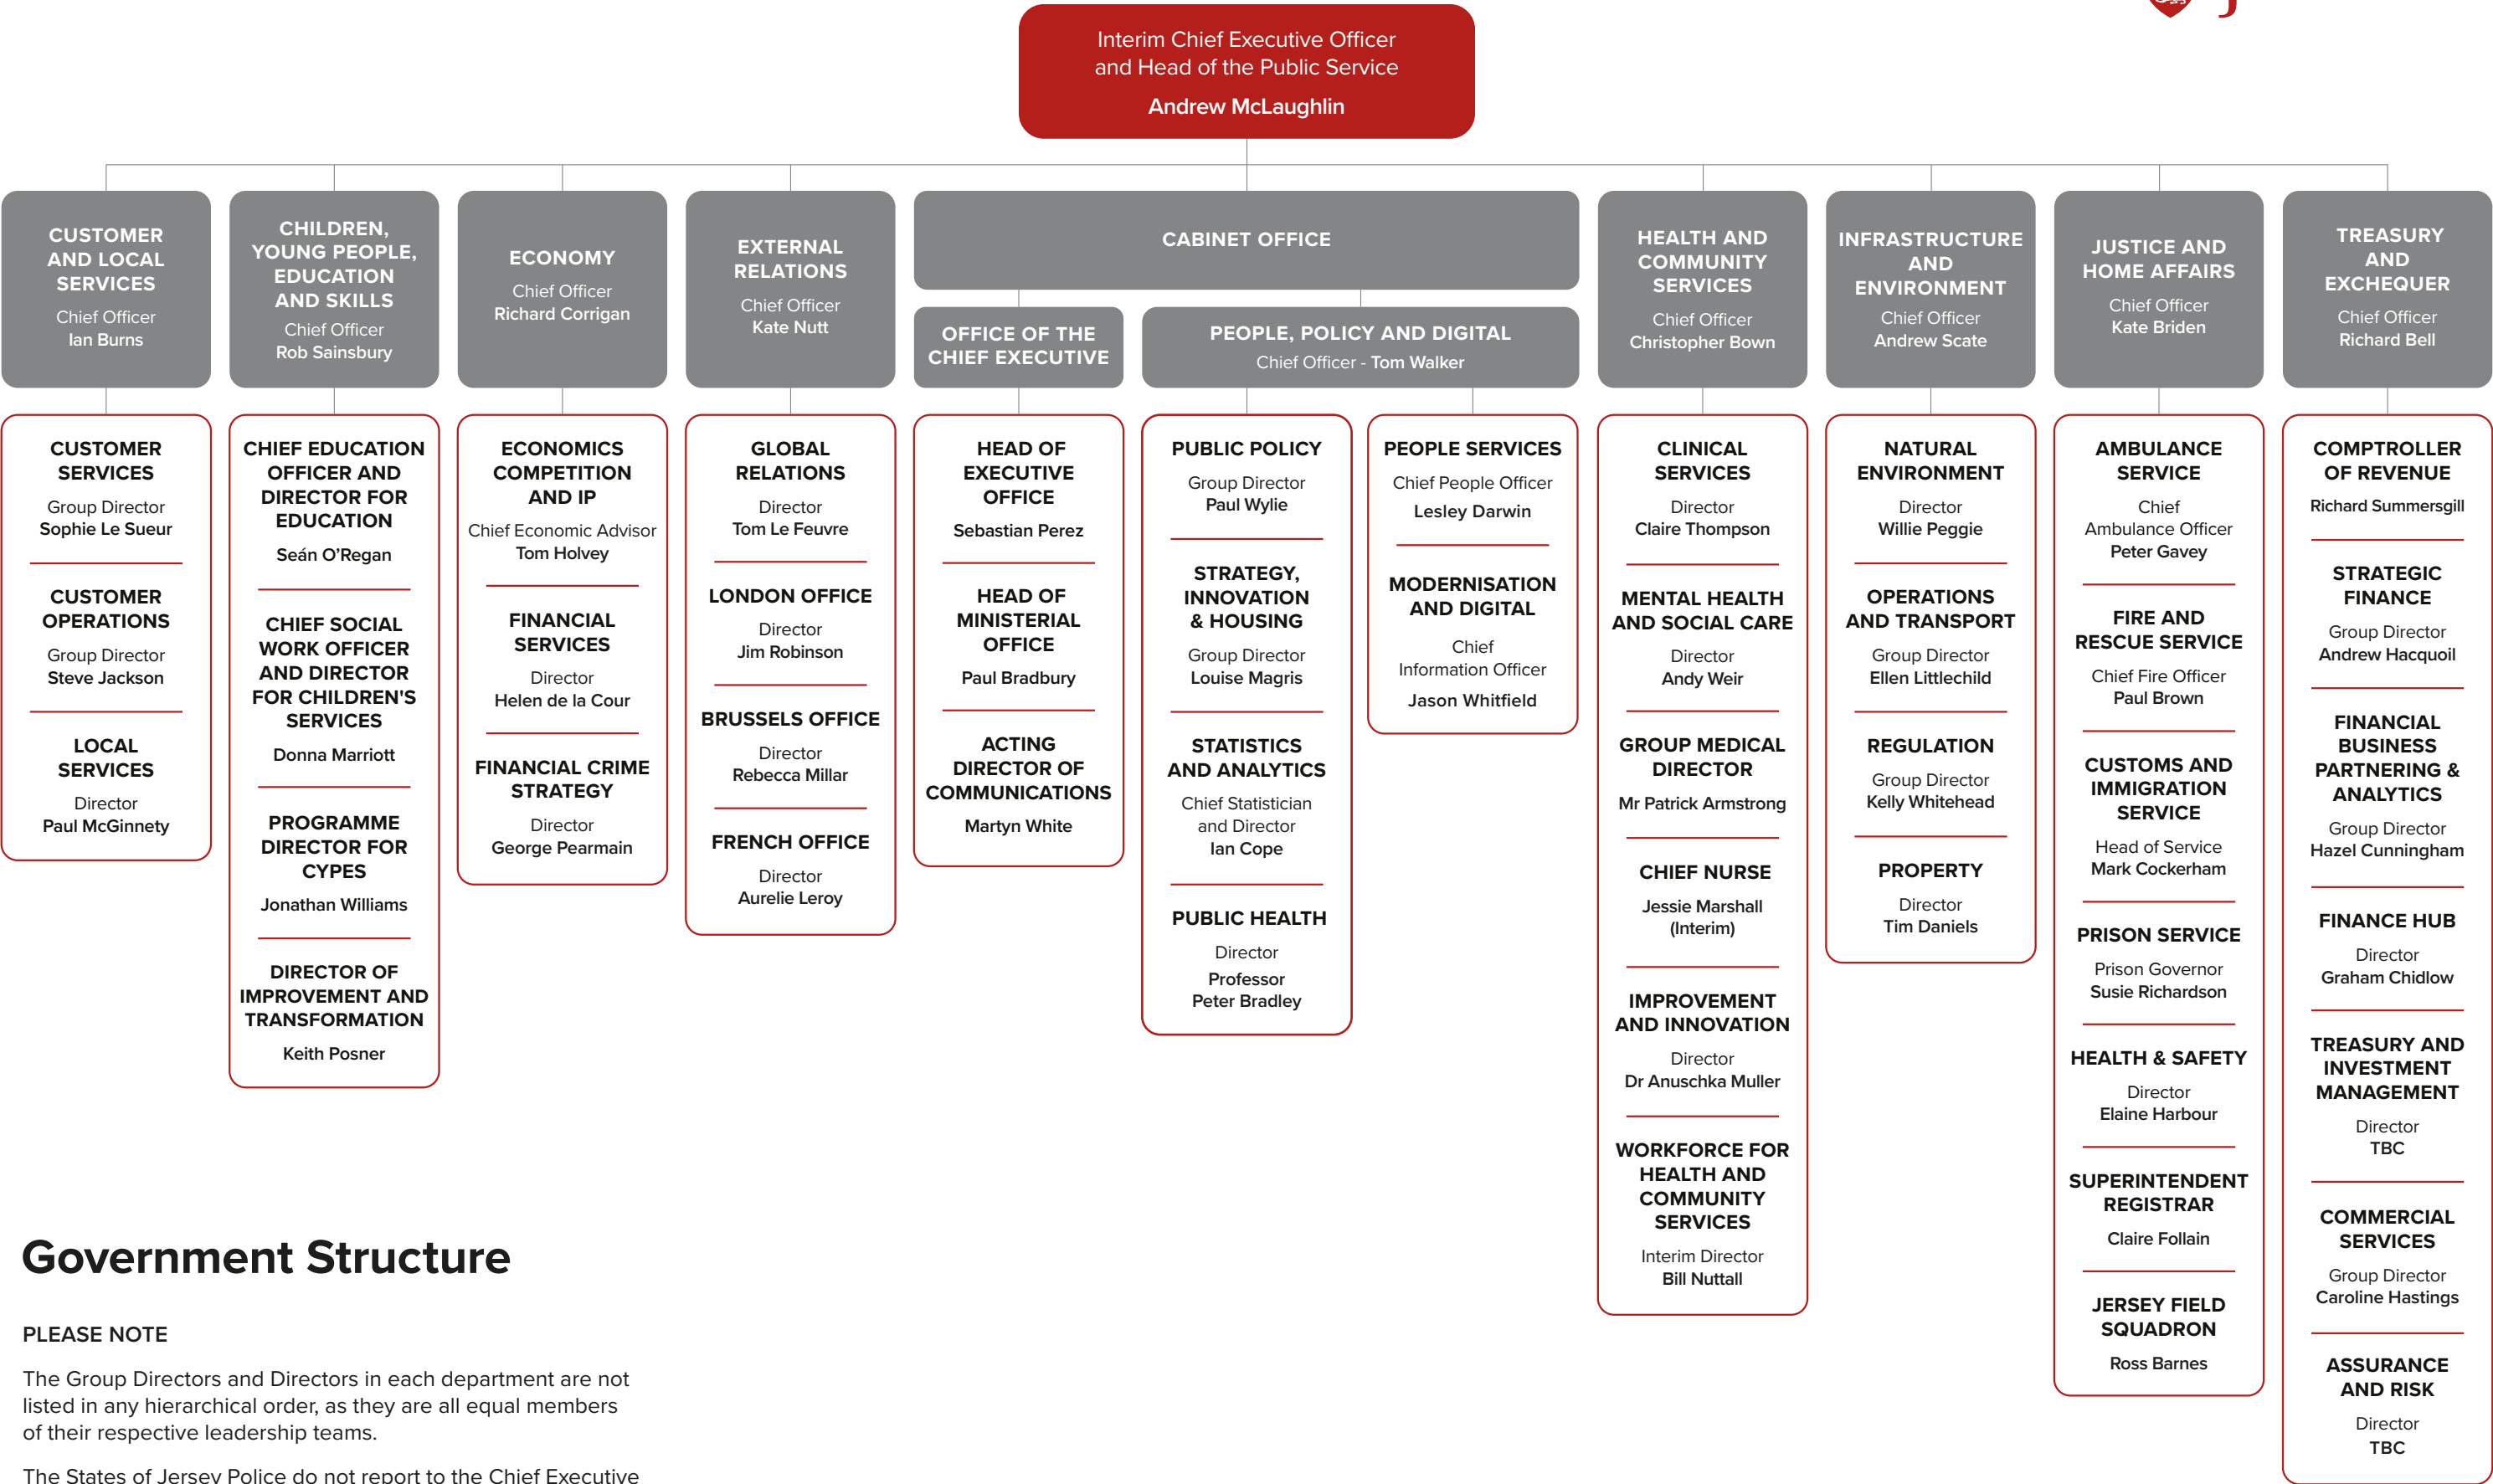 Interim Chief Executive Officer
and Head of the Public Service
Andrew McLaughlin
CUSTOMER
AND LOCAL
SERVICES
Chief Officer
Ian Burns
CHILDREN,
YOUNG PEOPLE,
EDUCATION
AND SKILLS
Chief Officer
Rob Sainsbury
ECONOMY
Chief Officer
Richard Corrigan
EXTERNAL
RELATIONS
Chief Officer
Kate Nutt
CABINET OFFICE
OFFICE OF THE
CHIEF EXECUTIVE
PEOPLE, POLICY AND DIGITAL
Chief Officer - Tom Walker
HEALTH AND
COMMUNITY
SERVICES
Chief Officer
Christopher Bown
INFRASTRUCTURE
AND
ENVIRONMENT
Chief Officer
Andrew Scate
JUSTICE AND
HOME AFFAIRS
Chief Officer
Kate Briden
TREASURY
AND
EXCHEQUER
Chief Officer
Richard Bell
CUSTOMER
SERVICES
Group Director
Sophie Le Sueur
CUSTOMER
OPERATIONS
Group Director
Steve Jackson
LOCAL
SERVICES
Director
Paul McGinnety
CHIEF EDUCATION
OFFICER AND
DIRECTOR FOR
EDUCATION
Seán O’Regan
CHIEF SOCIAL
WORK OFFICER
AND DIRECTOR
FOR CHILDREN'S
SERVICES
Donna Marriott
PROGRAMME
DIRECTOR FOR
CYPES
Jonathan Williams
DIRECTOR OF
IMPROVEMENT AND
TRANSFORMATION
Keith Posner
ECONOMICS
COMPETITION
AND IP
Chief Economic Advisor
Tom Holvey
FINANCIAL
SERVICES
Director
Helen de la Cour
FINANCIAL CRIME
STRATEGY
Director
George Pearmain
GLOBAL
RELATIONS
Director
Tom Le Feuvre
LONDON OFFICE
Director
Jim Robinson
BRUSSELS OFFICE
Director
Rebecca Millar
FRENCH OFFICE
Director
Aurelie Leroy
HEAD OF
EXECUTIVE
OFFICE
Sebastian Perez
HEAD OF
MINISTERIAL
OFFICE
Paul Bradbury
ACTING
DIRECTOR OF
COMMUNICATIONS
Martyn White
PUBLIC POLICY
Group Director
Paul Wylie
STRATEGY,
INNOVATION
& HOUSING
Group Director
Louise Magris
STATISTICS
AND ANALYTICS
Chief Statistician
and Director
Ian Cope
PUBLIC HEALTH
Director
Professor
Peter Bradley
PEOPLE SERVICES
Chief People Officer
Lesley Darwin
MODERNISATION
AND DIGITAL
Chief
Information Officer
Jason Whitfield
CLINICAL
SERVICES
Director
Claire Thompson
MENTAL HEALTH
AND SOCIAL CARE
Director
Andy Weir
GROUP MEDICAL
DIRECTOR
Mr Patrick Armstrong
CHIEF NURSE
Jessie Marshall
(Interim)
IMPROVEMENT
AND INNOVATION
Director
Dr Anuschka Muller
WORKFORCE FOR
HEALTH AND
COMMUNITY
SERVICES
Interim Director
Bill Nuttall
NATURAL
ENVIRONMENT
Director
Willie Peggie
OPERATIONS
AND TRANSPORT
Group Director
Ellen Littlechild
REGULATION
Group Director
Kelly Whitehead
PROPERTY
Director
Tim Daniels
AMBULANCE
SERVICE
Chief
Ambulance Officer
Peter Gavey
FIRE AND
RESCUE SERVICE
Chief Fire Officer
Paul Brown
CUSTOMS AND
IMMIGRATION
SERVICE
Head of Service
Mark Cockerham
PRISON SERVICE
Prison Governor
Susie Richardson
HEALTH & SAFETY
Director
Elaine Harbour
SUPERINTENDENT
REGISTRAR
Claire Follain
JERSEY FIELD
SQUADRON
Ross Barnes
COMPTROLLER
OF REVENUE
Richard Summersgill
STRATEGIC
FINANCE
Group Director
Andrew Hacquoil
FINANCIAL
BUSINESS
PARTNERING &
ANALYTICS
Group Director
Hazel Cunningham
FINANCE HUB
Director
Graham Chidlow
TREASURY AND
INVESTMENT
MANAGEMENT
Director
TBC
COMMERCIAL
SERVICES
Group Director
Caroline Hastings
ASSURANCE
AND RISK
Director
TBC
Government Structure
PLEASE NOTE
The Group Directors and Directors in each department are not
listed in any hierarchical order, as they are all equal members
of their respective leadership teams.
The States of Jersey Police do not report to the Chief Executive